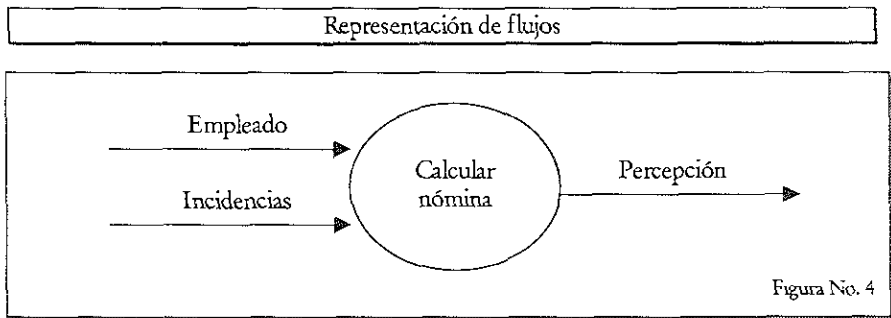 Representación de flujos
Empleado
Incidencias
Calcular
nómina
Percepción
Figura No. 4